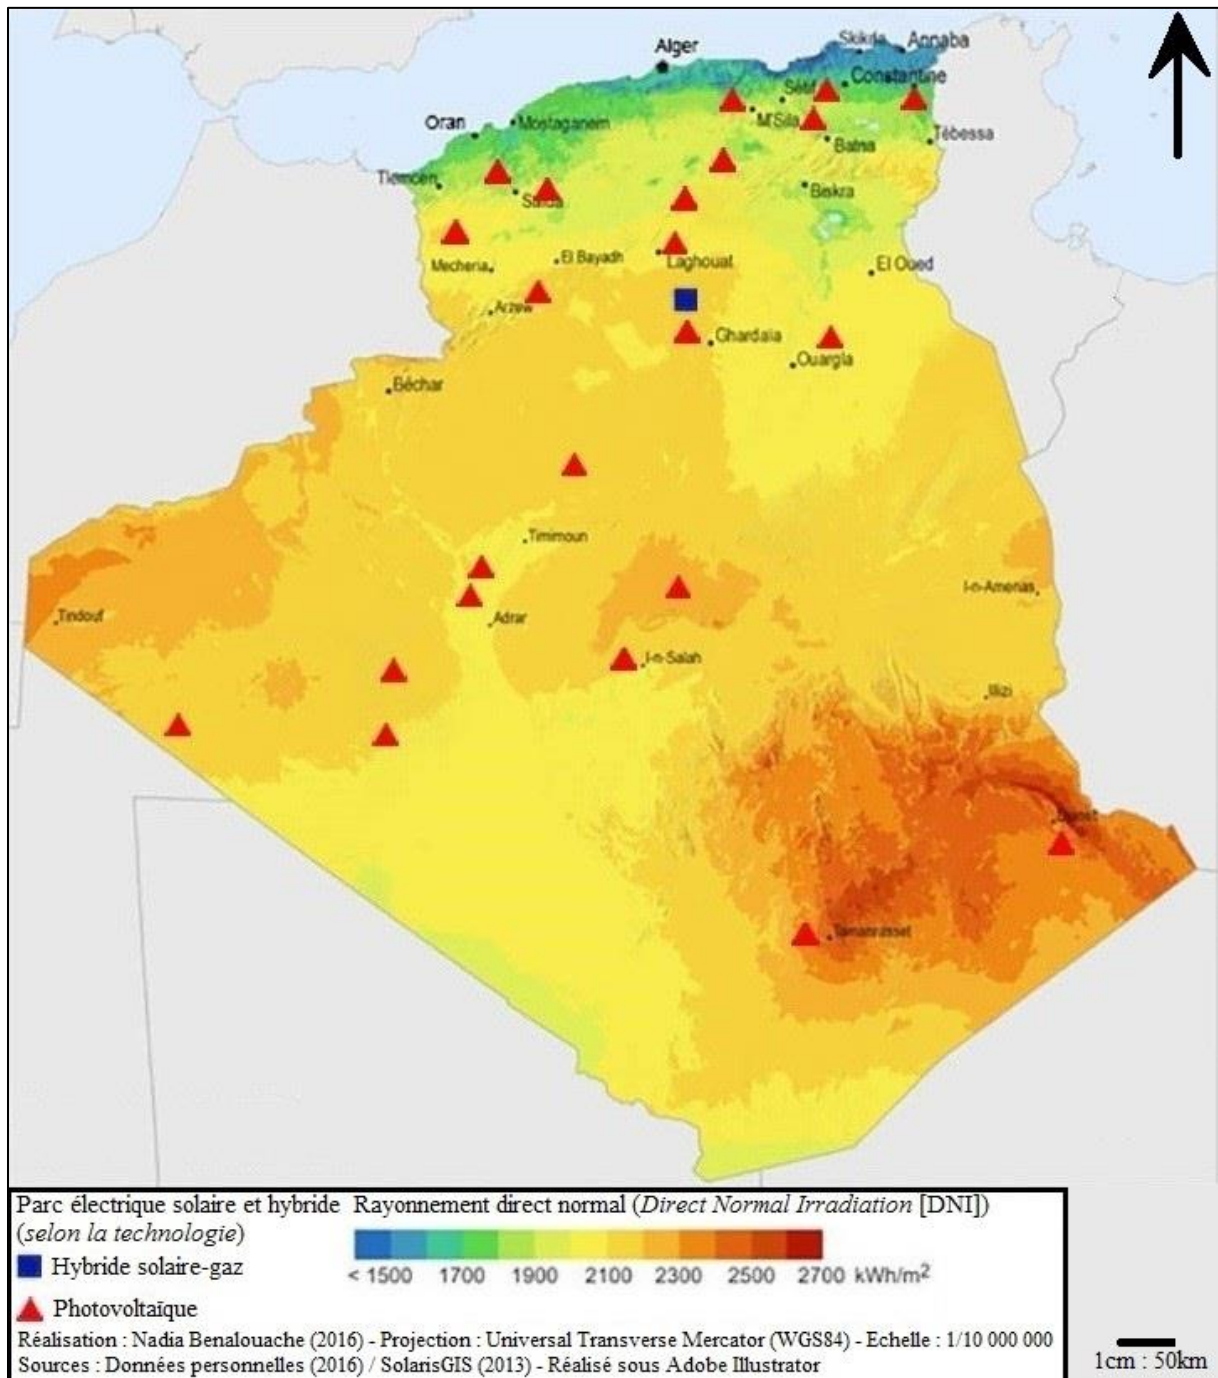 Alger
Skikda
Annaba
Sétif
Constantine
M'Sila
Oran
Mostaganem
Batna
Tébessa
Tlemcen
Saïda
Biskra
Mecheria
El Bayadh
Laghouat
El Oued
Arzew
Ghardaïa
Ouargla
Béchar
Timimoun
I-n-Amenas
Tindouf
Adrar
I-n-Salah
Illizi
Djanet
Tamanrasset
Parc électrique solaire et hybride
(selon la technologie)
Hybride solaire-gaz
Photovoltaïque
Rayonnement direct normal (Direct Normal Irradiation [DNI])
< 1500 1700 1900 2100 2300 2500 2700 kWh/m²
Réalisation : Nadia Benalouache (2016) - Projection : Universal Transverse Mercator (WGS84) - Echelle : 1/10 000 000
Sources : Données personnelles (2016) / SolarisGIS (2013) - Réalisé sous Adobe Illustrator
1cm : 50km